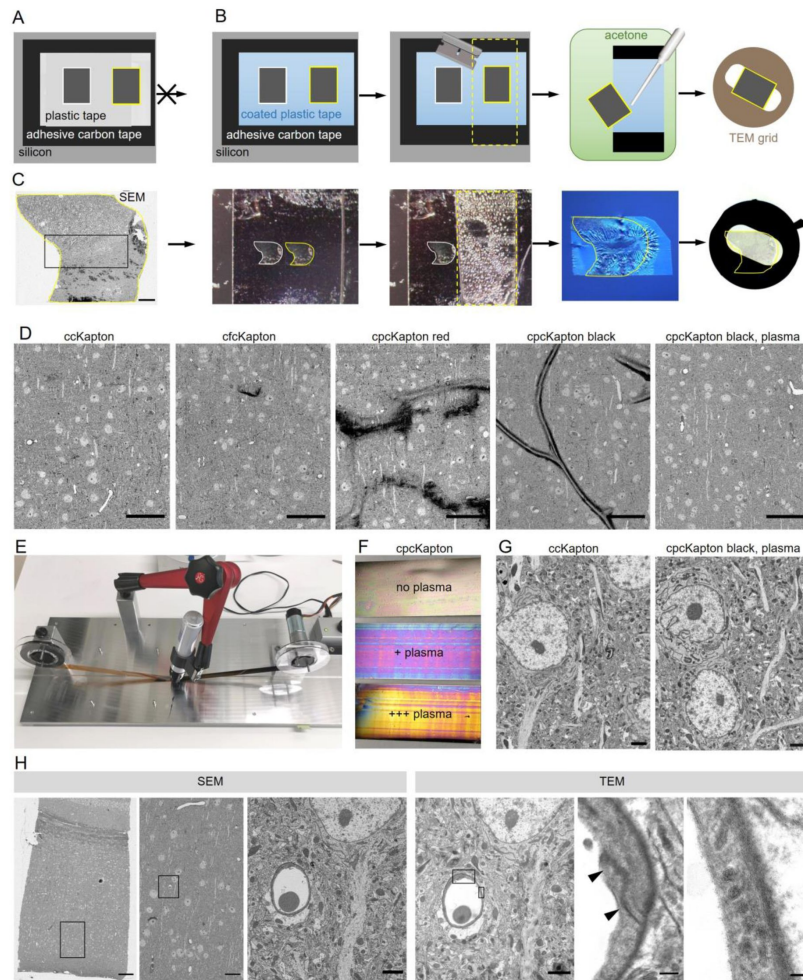 A
B
plastic tape
adhesive carbon tape
silicon
coated plastic tape
adhesive carbon tape
silicon
acetone
TEM grid
C
SEM
D
ccKapton
cfcKapton
cpcKapton red
cpcKapton black
cpcKapton black, plasma
E
F
cpcKapton
no plasma
+ plasma
+++ plasma
G
ccKapton
cpcKapton black, plasma
H
SEM
TEM